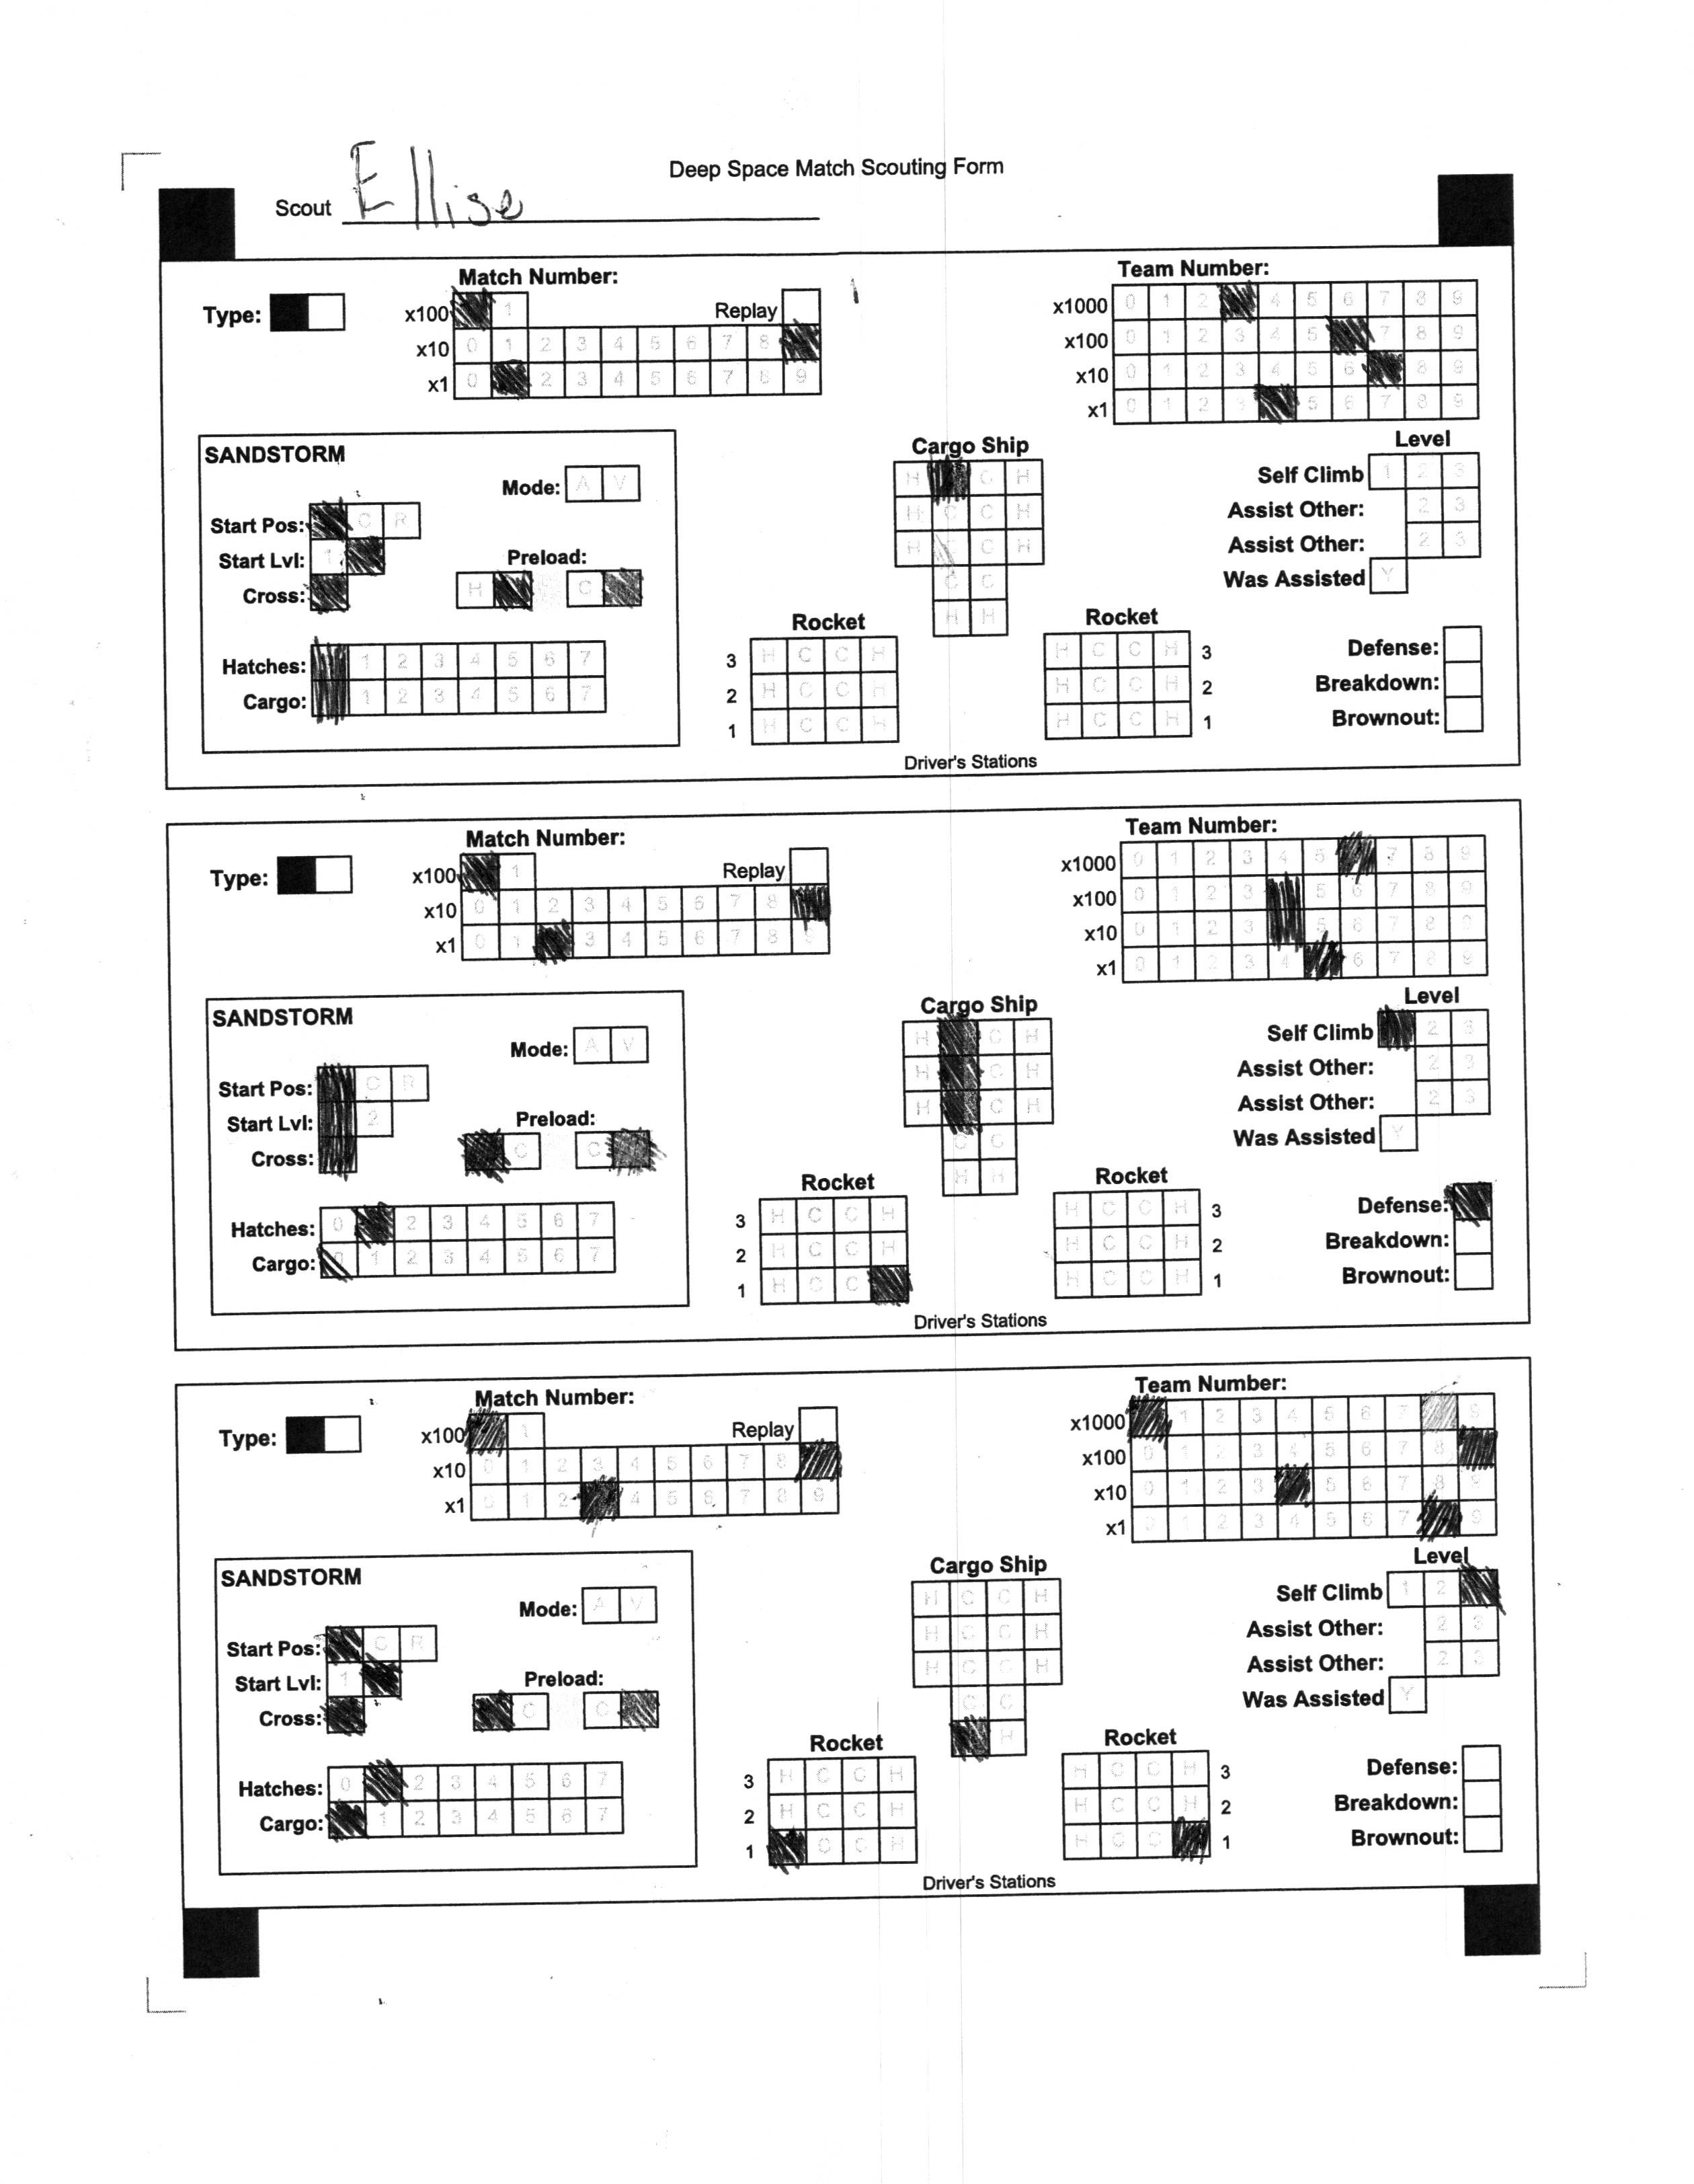 Deep Space Match Scouting Form
Scout Ellise
Match Number:
Team Number:
Type:
x100 1 Replay
x10 0 1 2 3 4 5 6 7 8
x1 0 2 3 4 5 6 7 8 9
x1000 0 1 2 4 5 6 7 8 9
x100 0 1 2 3 4 5 7 8 9
x10 0 1 2 3 4 5 6 8 9
x1 0 1 2 3 5 6 7 8 9
SANDSTORM
Mode: A V
Start Pos: C R
Start Lvl: 1
Preload:
Cross: H C
Hatches: 1 2 3 4 5 6 7
Cargo: 1 2 3 4 5 6 7
Cargo Ship
H C H
H C C H
H C C H
C C
H H
Level
Self Climb 1 2 3
Assist Other: 2 3
Assist Other: 2 3
Was Assisted Y
Rocket
3 H C C H
2 H C C H
1 H C C H
Rocket
H C C H 3
H C C H 2
H C C H 1
Defense:
Breakdown:
Brownout:
Driver's Stations
Match Number:
Team Number:
Type:
x100 1 Replay
x10 0 1 2 3 4 5 6 7 8
x1 0 1 3 4 5 6 7 8 9
x1000 0 1 2 3 4 5 7 8 9
x100 0 1 2 3 5 6 7 8 9
x10 0 1 2 3 5 6 7 8 9
x1 0 1 2 3 4 6 7 8 9
SANDSTORM
Mode: A V
Start Pos: C R
Start Lvl: 2
Preload:
Cross: C C
Hatches: 0 2 3 4 5 6 7
Cargo: 0 1 2 3 4 5 6 7
Cargo Ship
H C H
H C H
H C H
C C
H H
Level
Self Climb 2 3
Assist Other: 2 3
Assist Other: 2 3
Was Assisted Y
Rocket
3 H C C H
2 H C C H
1 H C C
Rocket
H C C H 3
H C C H 2
H C C H 1
Defense:
Breakdown:
Brownout:
Driver's Stations
Match Number:
Team Number:
Type:
x100 1 Replay
x10 0 1 2 3 4 5 6 7 8
x1 0 1 2 4 5 6 7 8 9
x1000 1 2 3 4 5 6 7 9
x100 0 1 2 3 4 5 6 7 8
x10 0 1 2 3 5 6 7 8 9
x1 0 1 2 3 4 5 6 7 9
SANDSTORM
Mode: A V
Start Pos: C R
Start Lvl: 1
Preload:
Cross: C C
Hatches: 0 2 3 4 5 6 7
Cargo: 1 2 3 4 5 6 7
Cargo Ship
H C C H
H C C H
H C C H
C C
H
Level
Self Climb 1 2
Assist Other: 2 3
Assist Other: 2 3
Was Assisted Y
Rocket
3 H C C H
2 H C C H
1 C C H
Rocket
H C C H 3
H C C H 2
H C C 1
Defense:
Breakdown:
Brownout:
Driver's Stations